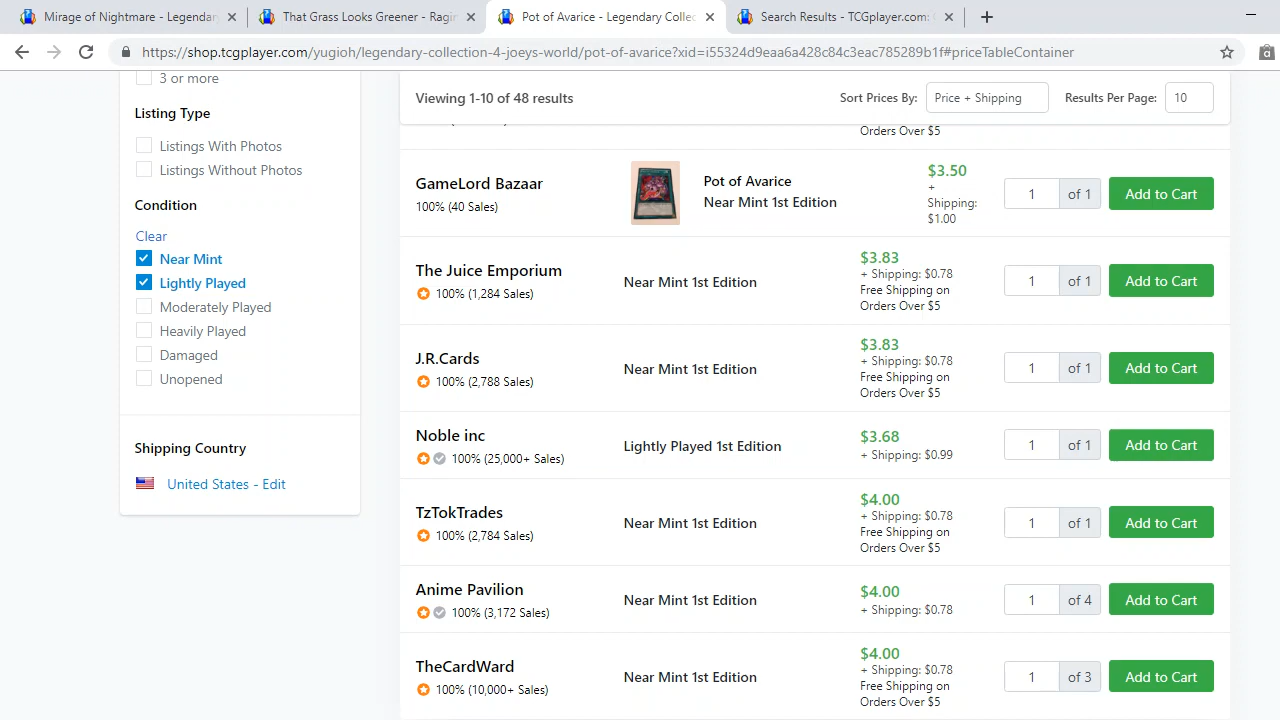 Mirage of Nightmare - Legendary
That Grass Looks Greener - Ragin
Pot of Avarice - Legendary Collec
Search Results - TCGplayer.com:
https://shop.tcgplayer.com/yugioh/legendary-collection-4-joeys-world/pot-of-avarice?xid=i55324d9eaa6a428c84c3eac785289b1f#priceTableContainer
3 or more
Listing Type
Listings With Photos
Listings Without Photos
Condition
Clear
Near Mint
Lightly Played
Moderately Played
Heavily Played
Damaged
Unopened
Shipping Country
United States - Edit
Viewing 1-10 of 48 results
Sort Prices By:
Price + Shipping
Results Per Page:
10
Orders Over $5
GameLord Bazaar
100% (40 Sales)
Pot of Avarice
Near Mint 1st Edition
$3.50
+
Shipping:
$1.00
1
of 1
Add to Cart
The Juice Emporium
100% (1,284 Sales)
Near Mint 1st Edition
$3.83
+ Shipping: $0.78
Free Shipping on
Orders Over $5
1
of 1
Add to Cart
J.R.Cards
100% (2,788 Sales)
Near Mint 1st Edition
$3.83
+ Shipping: $0.78
Free Shipping on
Orders Over $5
1
of 1
Add to Cart
Noble inc
100% (25,000+ Sales)
Lightly Played 1st Edition
$3.68
+ Shipping: $0.99
1
of 1
Add to Cart
TzTokTrades
100% (2,784 Sales)
Near Mint 1st Edition
$4.00
+ Shipping: $0.78
Free Shipping on
Orders Over $5
1
of 1
Add to Cart
Anime Pavilion
100% (3,172 Sales)
Near Mint 1st Edition
$4.00
+ Shipping: $0.78
1
of 4
Add to Cart
TheCardWard
100% (10,000+ Sales)
Near Mint 1st Edition
$4.00
+ Shipping: $0.78
Free Shipping on
Orders Over $5
1
of 3
Add to Cart